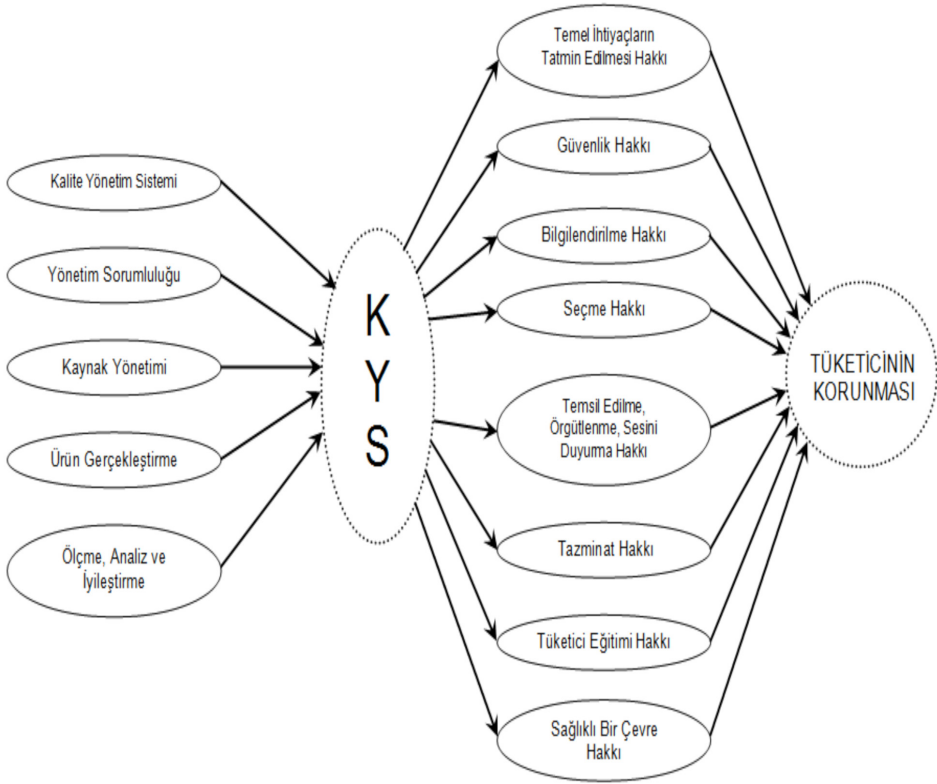 Kalite Yönetim Sistemi
Yönetim Sorumluluğu
Kaynak Yönetimi
Ürün Gerçekleştirme
Ölçme, Analiz ve
İyileştirme
K
Y
S
Temel İhtiyaçların
Tatmin Edilmesi Hakkı
Güvenlik Hakkı
Bilgilendirilme Hakkı
Seçme Hakkı
Temsil Edilme,
Örgütlenme, Sesini
Duyurma Hakkı
Tazminat Hakkı
Tüketici Eğitimi Hakkı
Sağlıklı Bir Çevre
Hakkı
TÜKETİCİNİN
KORUNMASI